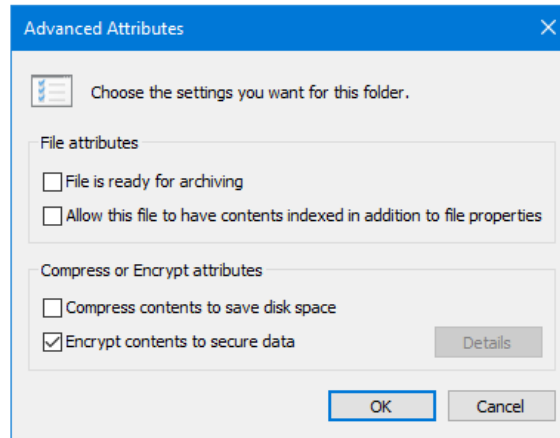 Advanced Attributes
Choose the settings you want for this folder.
File attributes
File is ready for archiving
Allow this file to have contents indexed in addition to file properties
Compress or Encrypt attributes
Compress contents to save disk space
Encrypt contents to secure data
Details
OK
Cancel